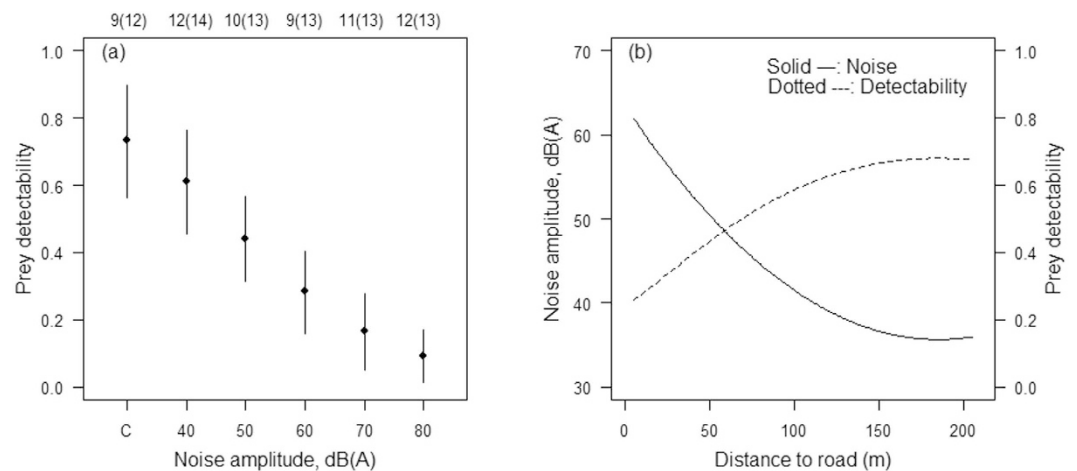 9(12) 12(14) 10(13) 9(13) 11(13) 12(13)
(a)
1.0
0.8
0.6
0.4
0.2
0.0
Prey detectability
C 40 50 60 70 80
Noise amplitude, dB(A)
(b)
Solid —: Noise
Dotted ---: Detectability
70
60
50
40
30
Noise amplitude, dB(A)
1.0
0.8
0.6
0.4
0.2
0.0
Prey detectability
0 50 100 150 200
Distance to road (m)